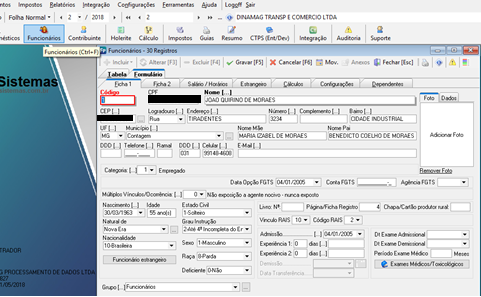 Impostos Relatórios Integração Configurações Ferramentas Ajuda Logoff Sair
Folha Normal 2 / 2018 2 DINAMAG TRANSP E COMERCIO LTDA
Domésticos Funcionários Contribuinte Holerite Cálculo Impostos Guias Resumo CTPS (Ent/Dev) Integração Auditoria Suporte
Funcionários (Ctrl+F)
Funcionários - 30 Registros
Incluir Alterar [F3] Excluir [F4] Gravar [F5] Cancelar [F6] Mov. Anexos Fechar [Esc]
Tabela Formulário
Ficha 1 Ficha 2 Salário / Horários Estrangeiro Cálculos Configurações Dependentes
Código CPF Nome [...]
JOAO QUIRINO DE MORAES
Foto Dados
CEP [...] Logradouro [...] Endereço [...] Número [...] Complemento [...] Bairro [...]
Rua TIRADENTES 3234 CIDADE INDUSTRIAL
UF [...] Município [...] Nome Mãe Nome Pai
MG Contagem MARIA IZABEL DE MORAES BENEDICTO COELHO DE MORAES
Adicionar Foto
DDD [...] Telefone [...] Ramal DDD [...] Celular [...] E-Mail [...]
031 99148-4608
Categoria: [...] 1 Empregado
Remover Foto
Data Opção FGTS 04/01/2005 Conta FGTS Agência FGTS
Múltiplos Vínculos/Ocorrência: [...] 0 Não exposição a agente nocivo - nunca exposto
Nascimento [...] Idade Estado Civil
30/03/1963 55 ano(s) 1-Solteiro
Livro: Nº Página/Ficha Registro 4 Chapa/Cartão produtor rural:
Natural de Grau Instrução
Nova Era 2-Até 4ª Incompleta do En
Vínculo RAIS 10 Código RAIS 2
Nacionalidade
10-Brasileira
Sexo 1-Masculino
Admissão [...] 04/01/2005 Dt Exame Admissional
Experiência 1: 0 dias [...] Dt Exame Demissional
Funcionário estrangeiro Raça 8-Parda
Experiência 2: 0 dias [...] Período Exame Médico Meses
Deficiente 0-Não
Demissão Exames Médicos/Toxicológicos
Data Transferência
Grupo [...] Funcionários
Sistemas
TRADOR
G PROCESSAMENTO DE DADOS LTDA
827
1/05/2018